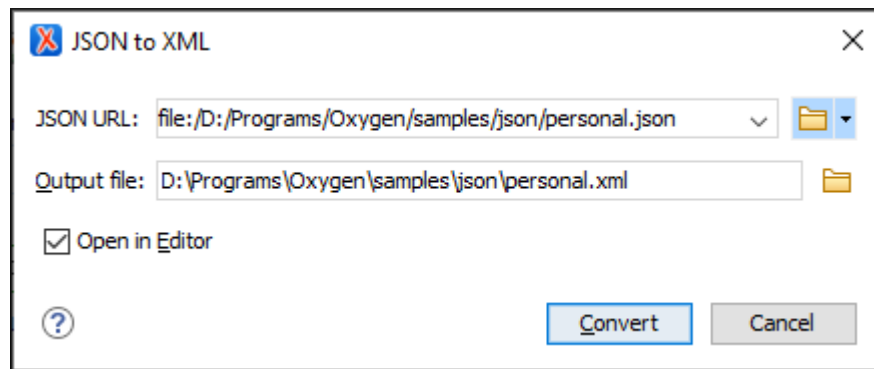 JSON to XML
JSON URL: file:/D:/Programs/Oxygen/samples/json/personal.json
Output file: D:\Programs\Oxygen\samples\json\personal.xml
Open in Editor
? Convert Cancel